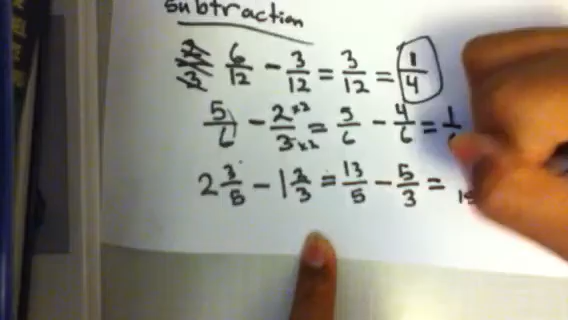 Subtraction
6/12 - 3/12 = 3/12 = 1/4
5/6 - 2/3 ×2 ×2 = 5/6 - 4/6 = 1/6
2 3/5 - 1 2/3 = 13/5 - 5/3 =